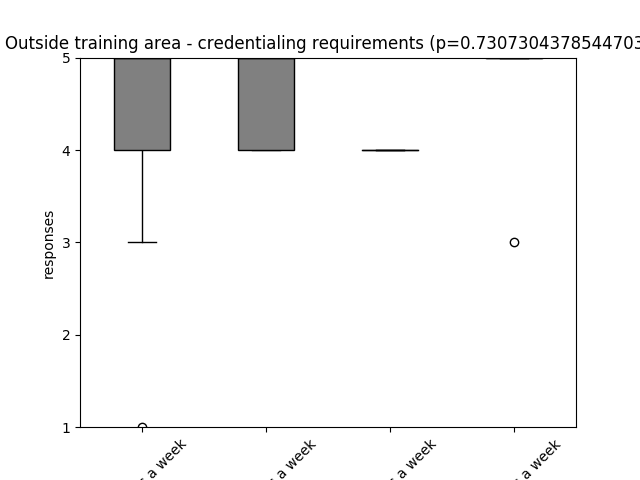 Outside training area - credentialing requirements (p=0.7307304378544703
5
4
3
2
1
responses
a week
a week
a week
a week